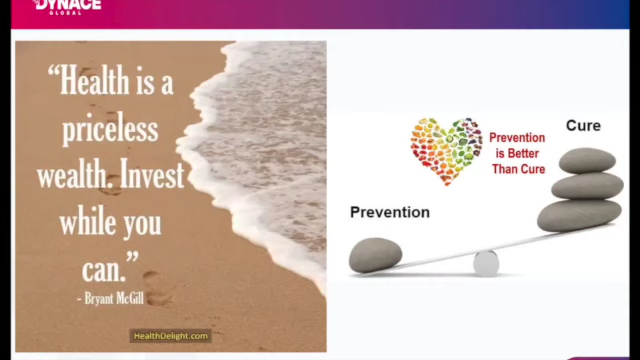 DYNACE
GLOBAL
“Health is a
priceless
wealth. Invest
while you
can.”
- Bryant McGill
HealthDelight.com
Prevention
is Better
Than Cure
Cure
Prevention